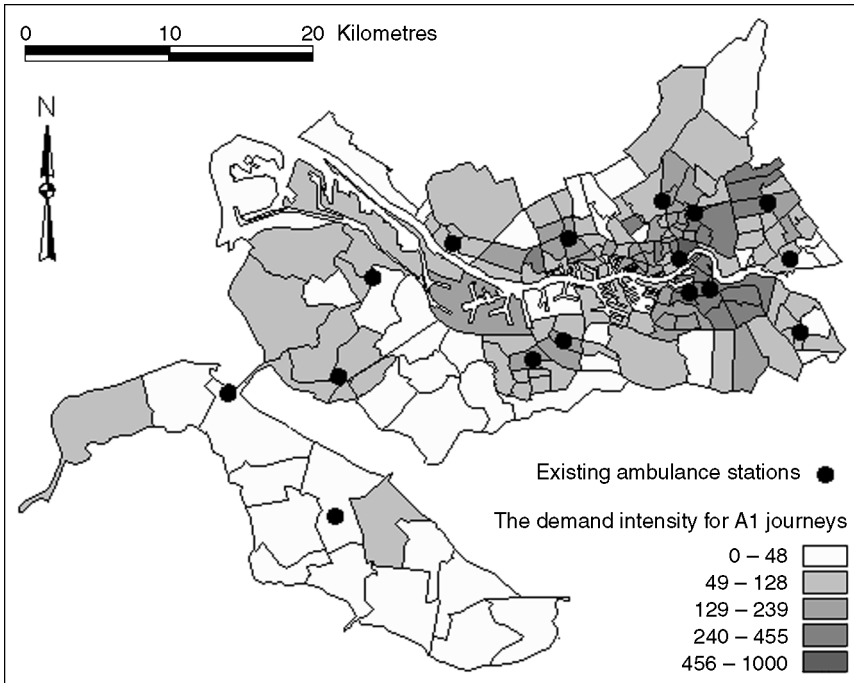 0 10 20 Kilometres
N
Existing ambulance stations
The demand intensity for A1 journeys
0 – 48
49 – 128
129 – 239
240 – 455
456 – 1000